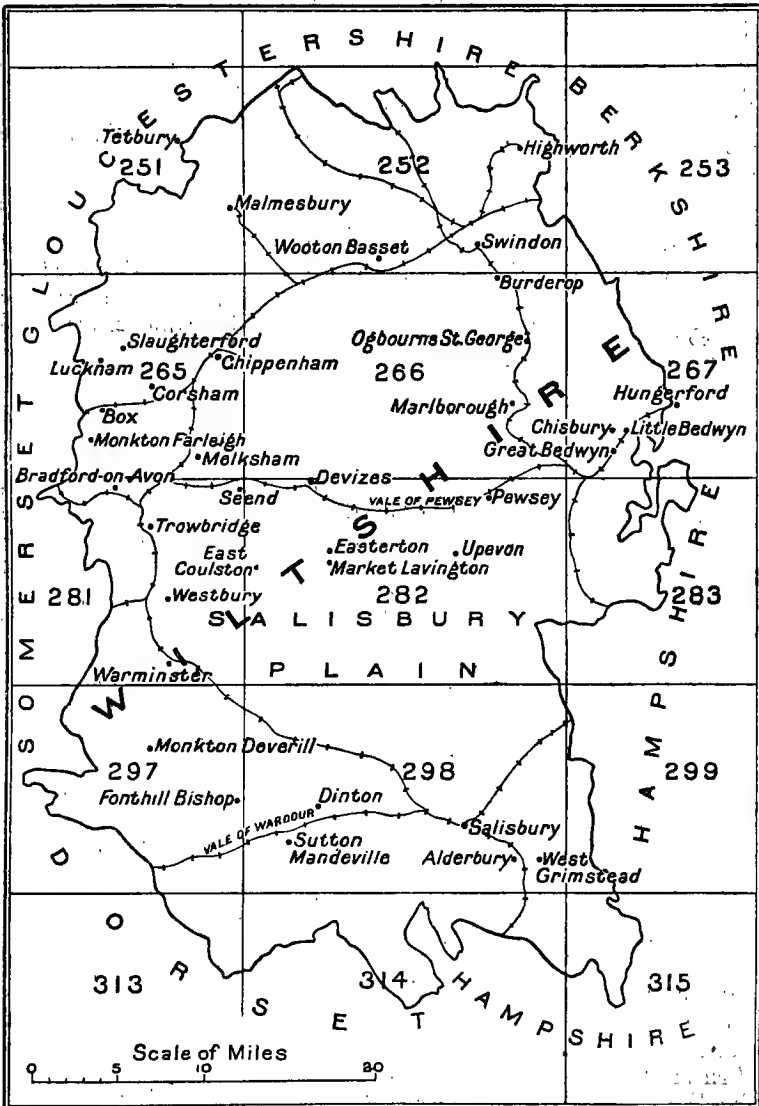 GLOUCESTERSHIRE
BERKSHIRE
Tetbury
251
252
Highworth
253
Malmesbury
Wooton Basset
Swindon
Burderop
Slaughterford
Ogbourne St. George
Lucknam
265
Chippenham
266
267
Corsham
Hungerford
Box
Marlborough
Chisbury
Little Bedwyn
Monkton Farleigh
Great Bedwyn
Melksham
Bradford-on-Avon
Devizes
Seend
VALE OF PEWSEY
Pewsey
Trowbridge
East
Coulston
Easterton
Upavon
Market Lavington
281
Westbury
282
283
SALISBURY
PLAIN
WILTSHIRE
SOMERSET
HAMPSHIRE
Warminster
Monkton Deverill
297
298
299
Fonthill Bishop
Dinton
VALE OF WARDOUR
Salisbury
Sutton
Mandeville
Alderbury
West
Grimstead
DORSET
313
314
315
HAMPSHIRE
Scale of Miles
0 5 10 20